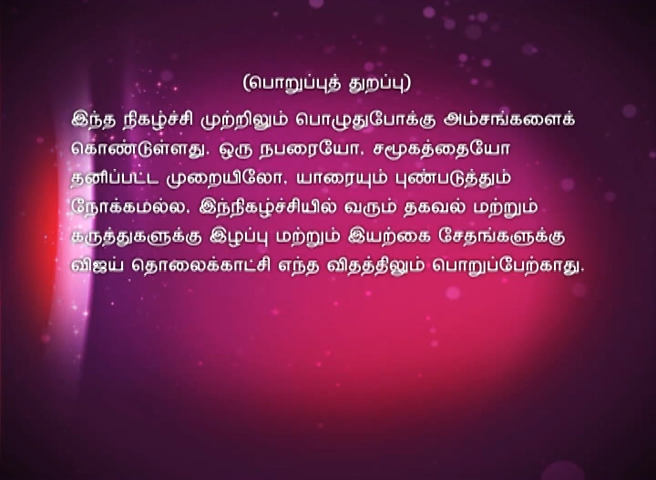 (பொறுப்புத் துறப்பு)
இந்த நிகழ்ச்சி முற்றிலும் பொழுதுபோக்கு அம்சங்களைக்
கொண்டுள்ளது. ஒரு நபரையோ, சமூகத்தையோ
தனிப்பட்ட முறையிலோ, யாரையும் புண்படுத்தும்
நோக்கமல்ல, இந்நிகழ்ச்சியில் வரும் தகவல் மற்றும்
கருத்துகளுக்கு இழப்பு மற்றும் இயற்கை சேதங்களுக்கு
விஜய் தொலைக்காட்சி எந்த விதத்திலும் பொறுப்பேற்காது.